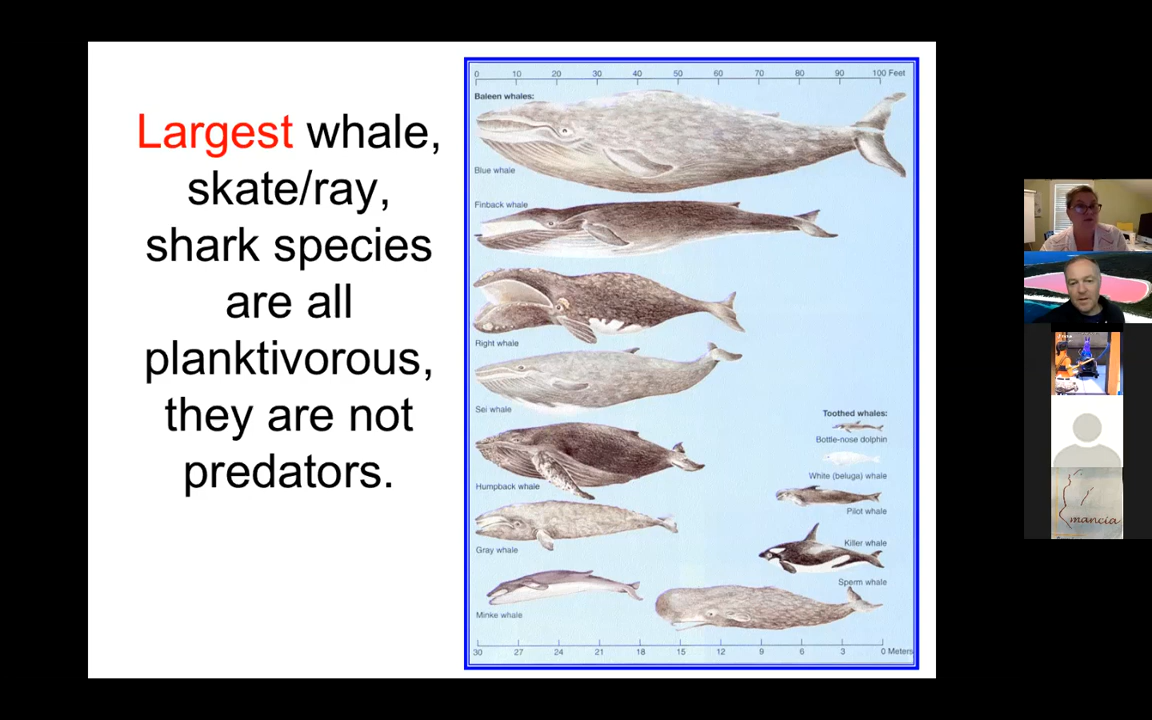 Largest whale,
skate/ray,
shark species
are all
planktivorous,
they are not
predators.
0 10 20 30 40 50 60 70 80 90 100 Feet
Baleen whales:
Blue whale
Finback whale
Right whale
Sei whale
Humpback whale
Gray whale
Minke whale
Toothed whales:
Bottle-nose dolphin
White (beluga) whale
Pilot whale
Killer whale
Sperm whale
30 27 24 21 18 15 12 9 6 3 0 Meters
mancia